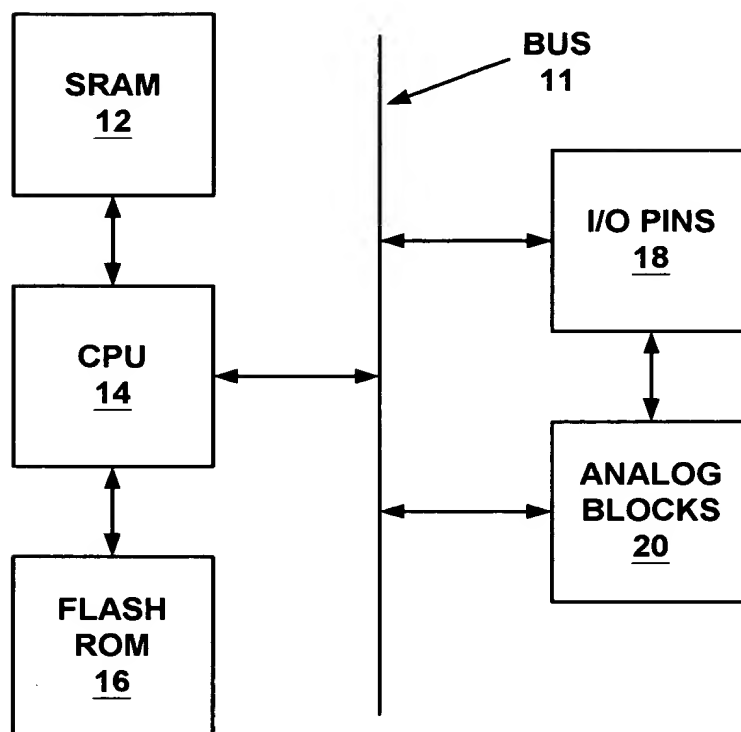 SRAM
12
BUS
11
I/O PINS
18
CPU
14
ANALOG
BLOCKS
20
FLASH
ROM
16